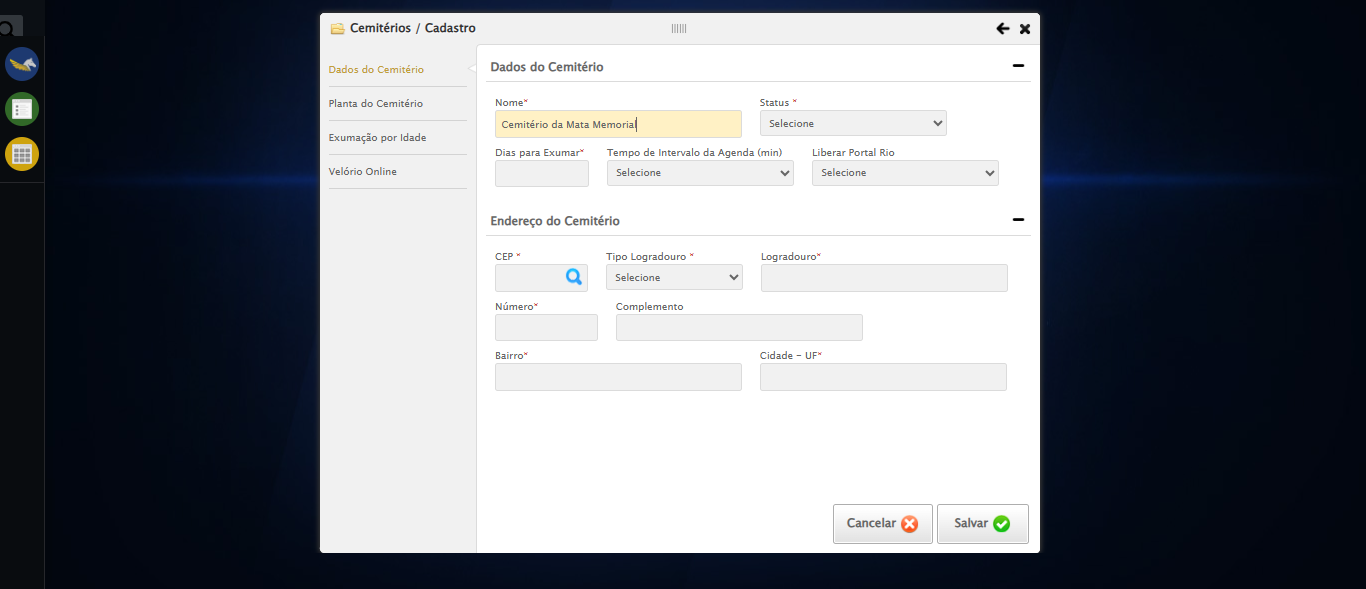 Cemitérios / Cadastro
Dados do Cemitério
Planta do Cemitério
Exumação por Idade
Velório Online
Dados do Cemitério
Nome* Status *
Cemitério da Mata Memorial Selecione
Dias para Exumar* Tempo de Intervalo da Agenda (min) Liberar Portal Rio
Selecione Selecione
Endereço do Cemitério
CEP * Tipo Logradouro * Logradouro*
Selecione
Número* Complemento
Bairro* Cidade - UF*
Cancelar Salvar